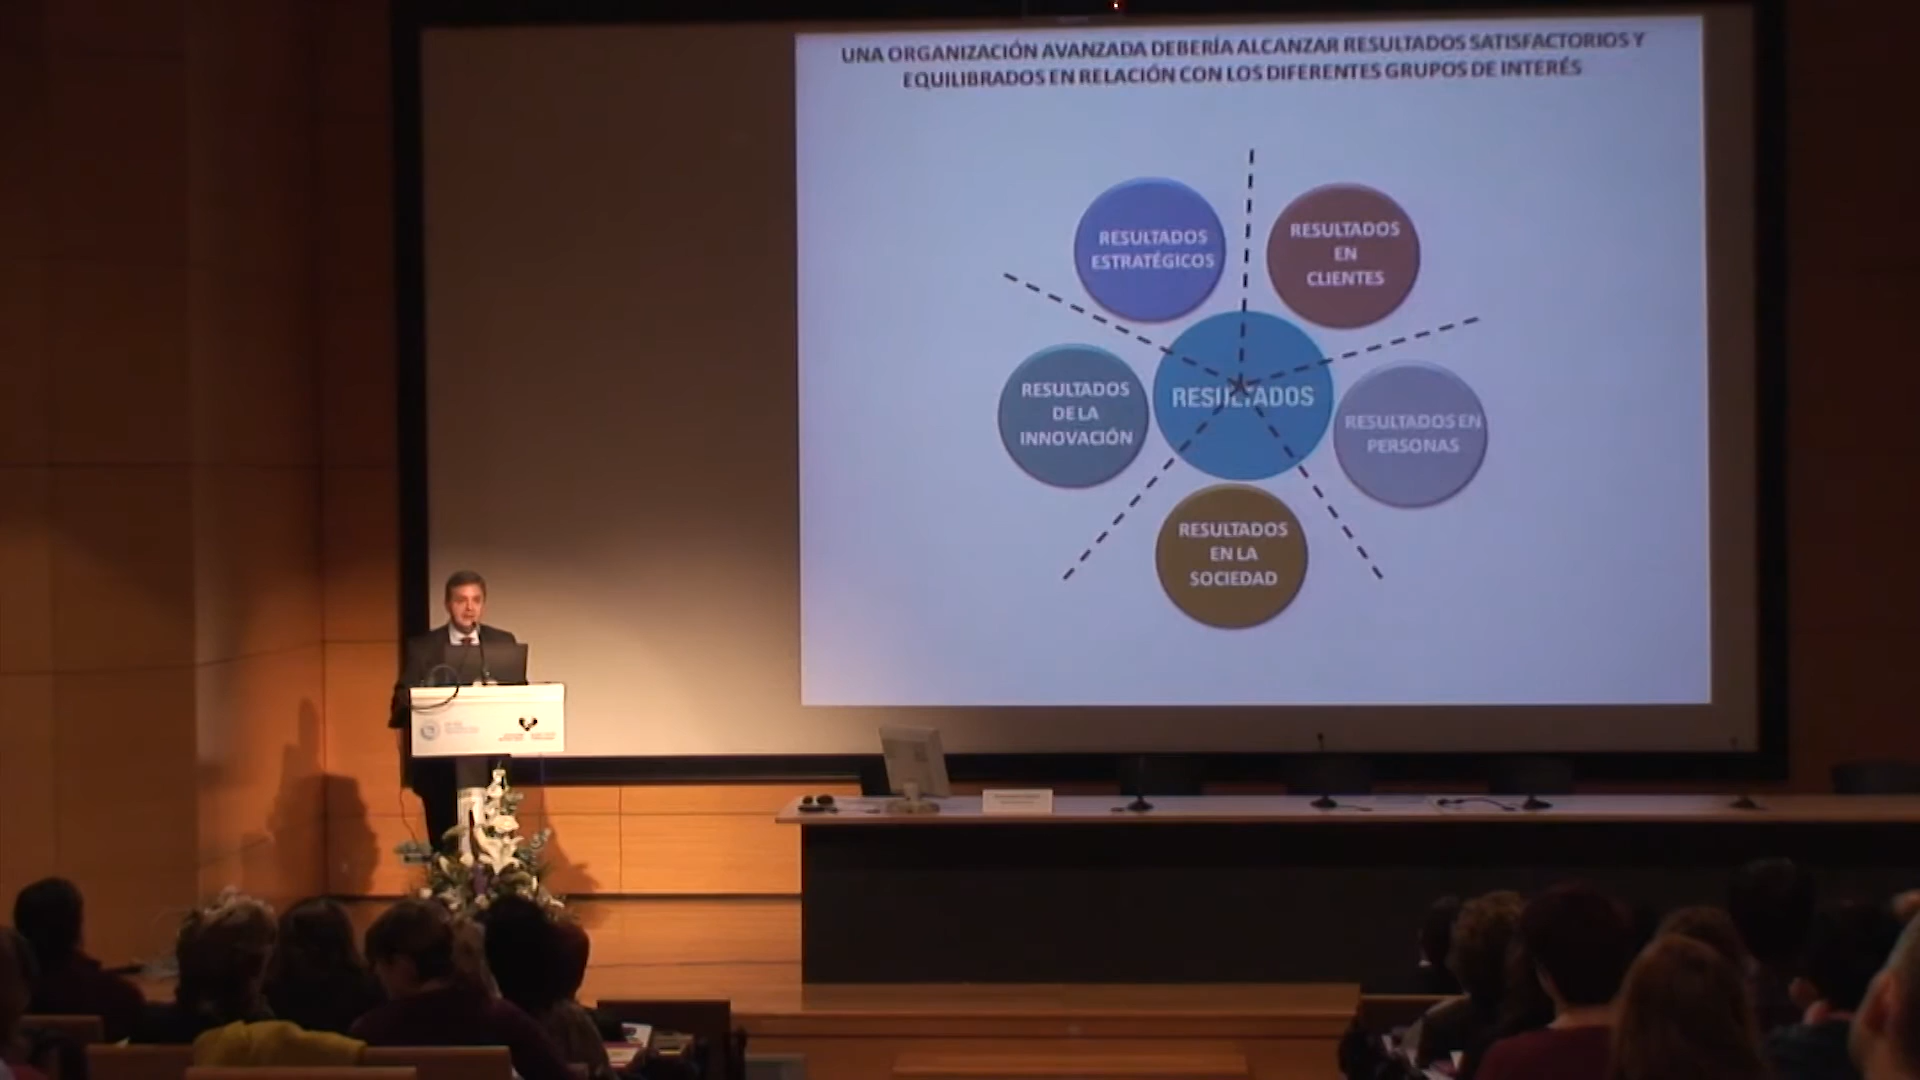 UNA ORGANIZACIÓN AVANZADA DEBERÍA ALCANZAR RESULTADOS SATISFACTORIOS Y
EQUILIBRADOS EN RELACIÓN CON LOS DIFERENTES GRUPOS DE INTERÉS
RESULTADOS
ESTRATÉGICOS
RESULTADOS
EN
CLIENTES
RESULTADOS
DE LA
INNOVACIÓN
RESULTADOS
RESULTADOS EN
PERSONAS
RESULTADOS
EN LA
SOCIEDAD